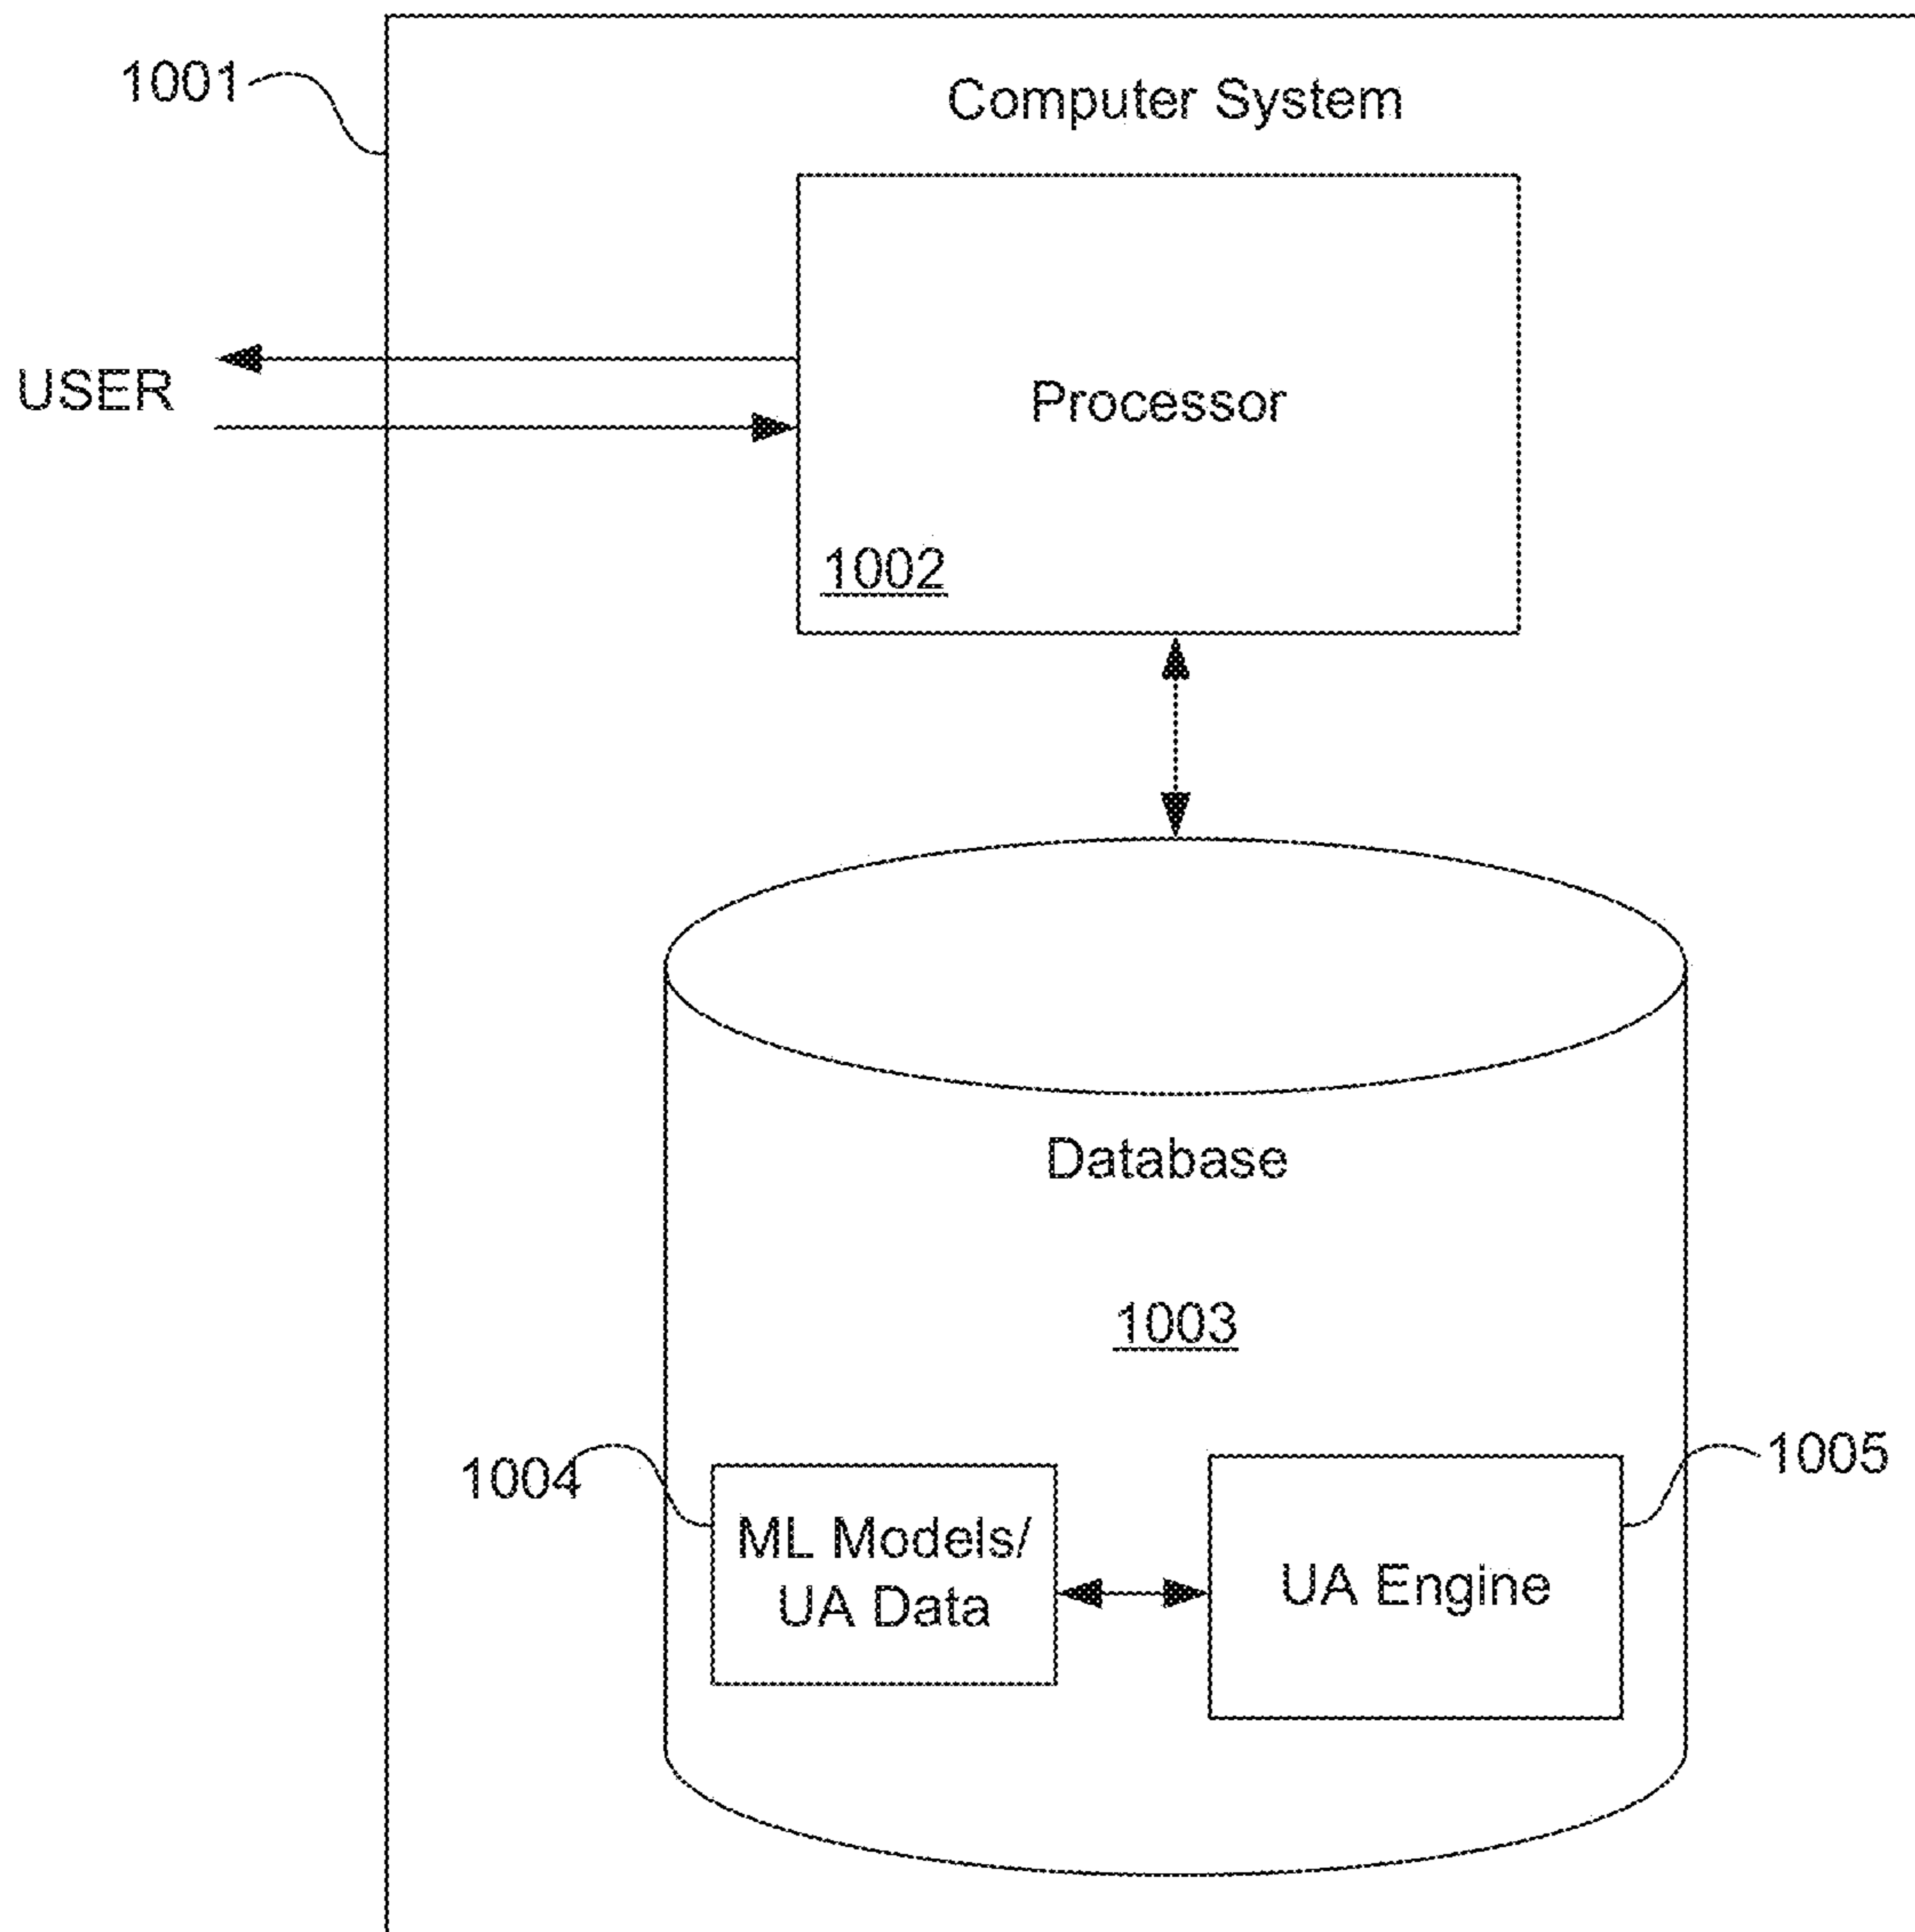 1001
Computer System
USER
Processor
1002
Database
1003
1004
1005
ML Models/
UA Data
UA Engine